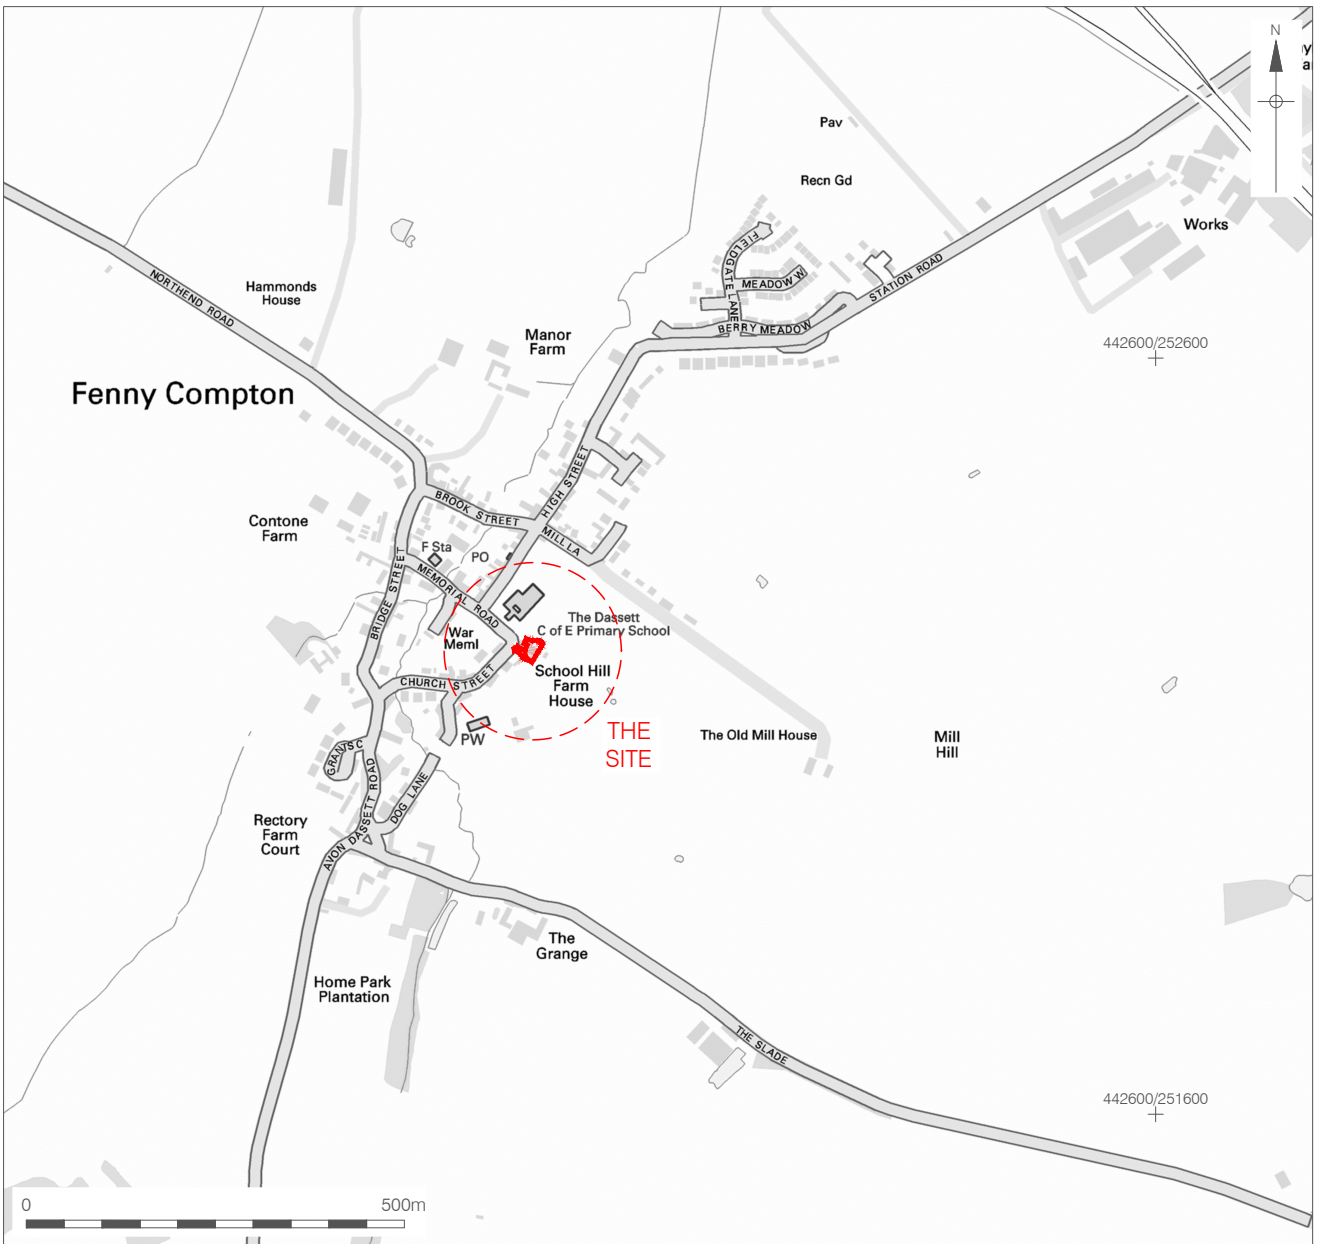 N
Pav
Recn Gd
Works
FIELDGATE LANE
MEADOW W
STATION ROAD
BERRY MEADOW
NORTHEND ROAD
Hammonds
House
Manor
Farm
442600/252600
Fenny Compton
HIGH STREET
BROOK STREET
MILL LA
Contone
Farm
F Sta
PO
BRIDGE STREET
MEMORIAL ROAD
The Dassett
C of E Primary School
War
Meml
School Hill
Farm
House
CHURCH STREET
THE
SITE
PW
The Old Mill House
Mill
Hill
GRANTS C
AVON DASSETT ROAD
DOG LANE
Rectory
Farm
Court
The
Grange
Home Park
Plantation
THE SLADE
442600/251600
0
500m